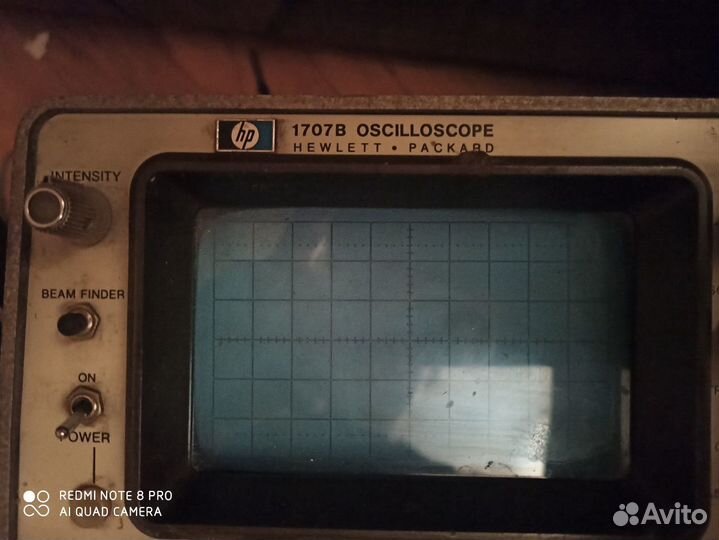 hp
1707B OSCILLOSCOPE
HEWLETT • PACKARD
INTENSITY
BEAM FINDER
ON
POWER
REDMI NOTE 8 PRO
AI QUAD CAMERA
Avito